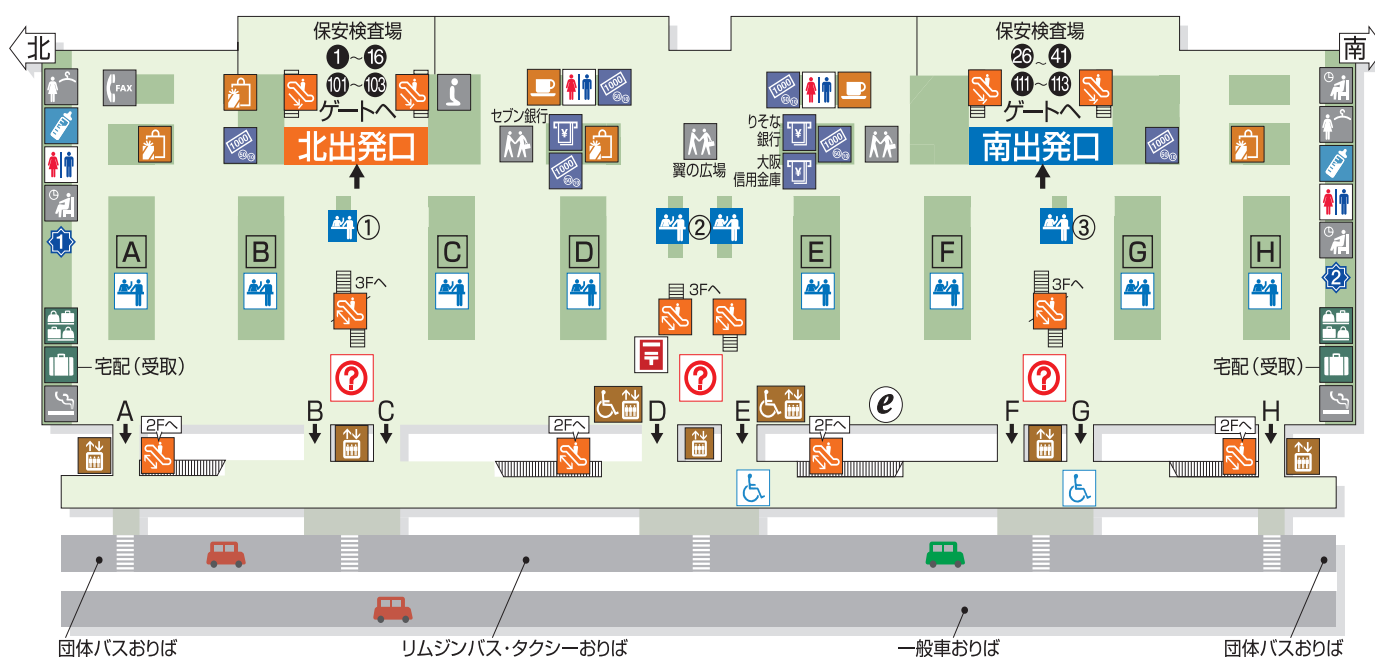 北
南
保安検査場
1～16
101～103
ゲートへ
北出発口
保安検査場
26～41
111～113
ゲートへ
南出発口
FAX
セブン銀行
¥
翼の広場
りそな
銀行
¥
大阪
信用金庫
¥
1
①
②
③
2
A
B
C
D
E
F
G
H
3Fへ
3Fへ
3Fへ
〒
?
?
?
宅配(受取)
宅配(受取)
e
A
B
C
D
E
F
G
H
2Fへ
2Fへ
2Fへ
2Fへ
団体バスおりば
リムジンバス・タクシーおりば
一般車おりば
団体バスおりば